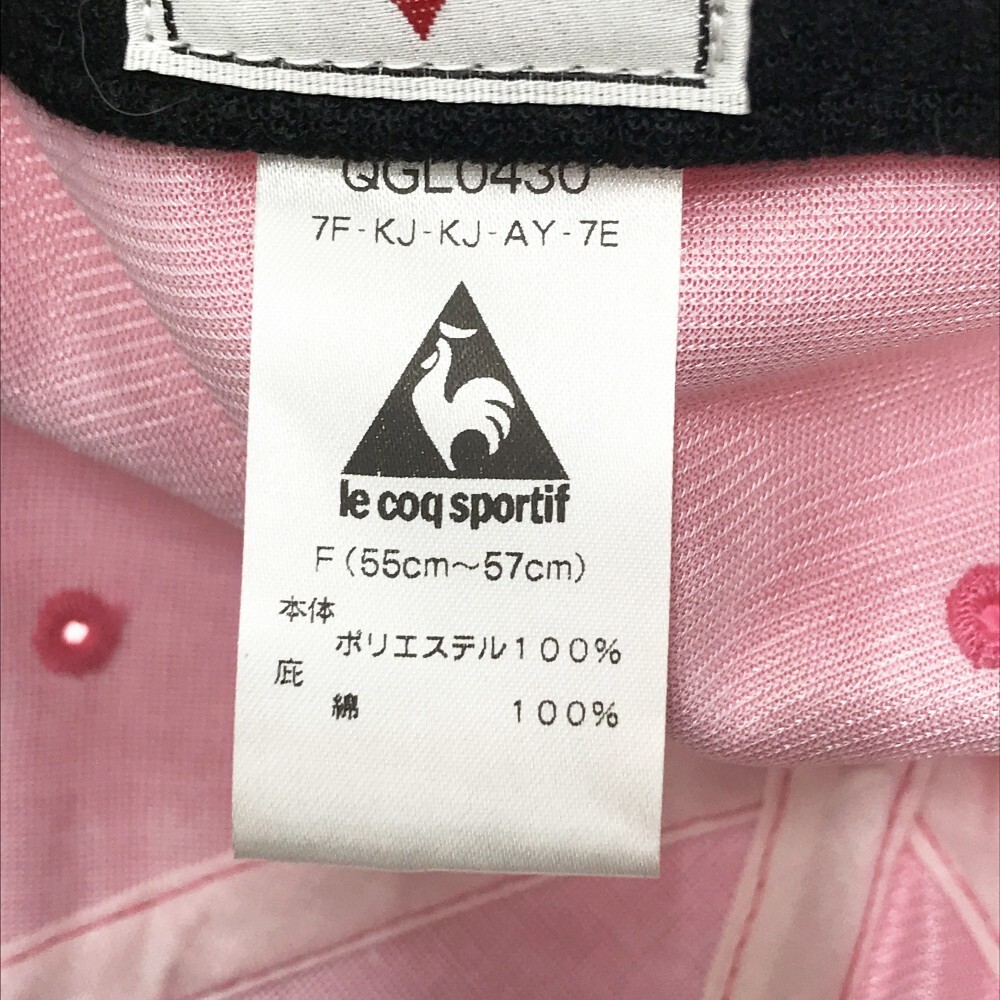 QGL0430
7F-KJ-KJ-AY-7E
le coq sportif
F(55cm~57cm)
本体
ポリエステル100%
庇
綿 100%